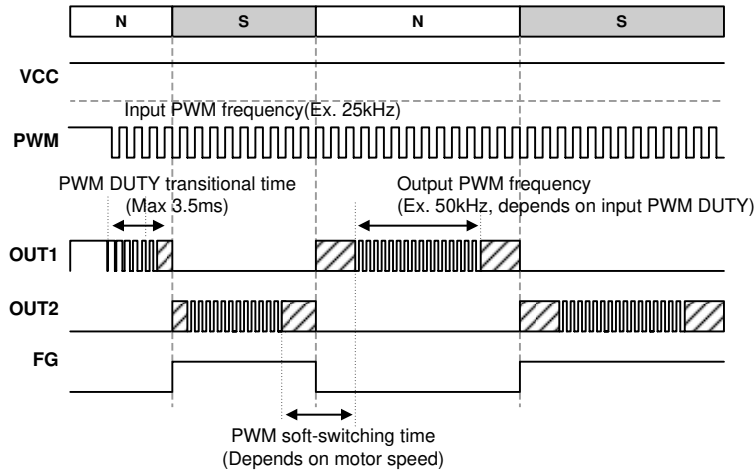 N S N S
VCC
Input PWM frequency(Ex. 25kHz)
PWM
PWM DUTY transitional time
(Max 3.5ms)
Output PWM frequency
(Ex. 50kHz, depends on input PWM DUTY)
OUT1
OUT2
FG
PWM soft-switching time
(Depends on motor speed)